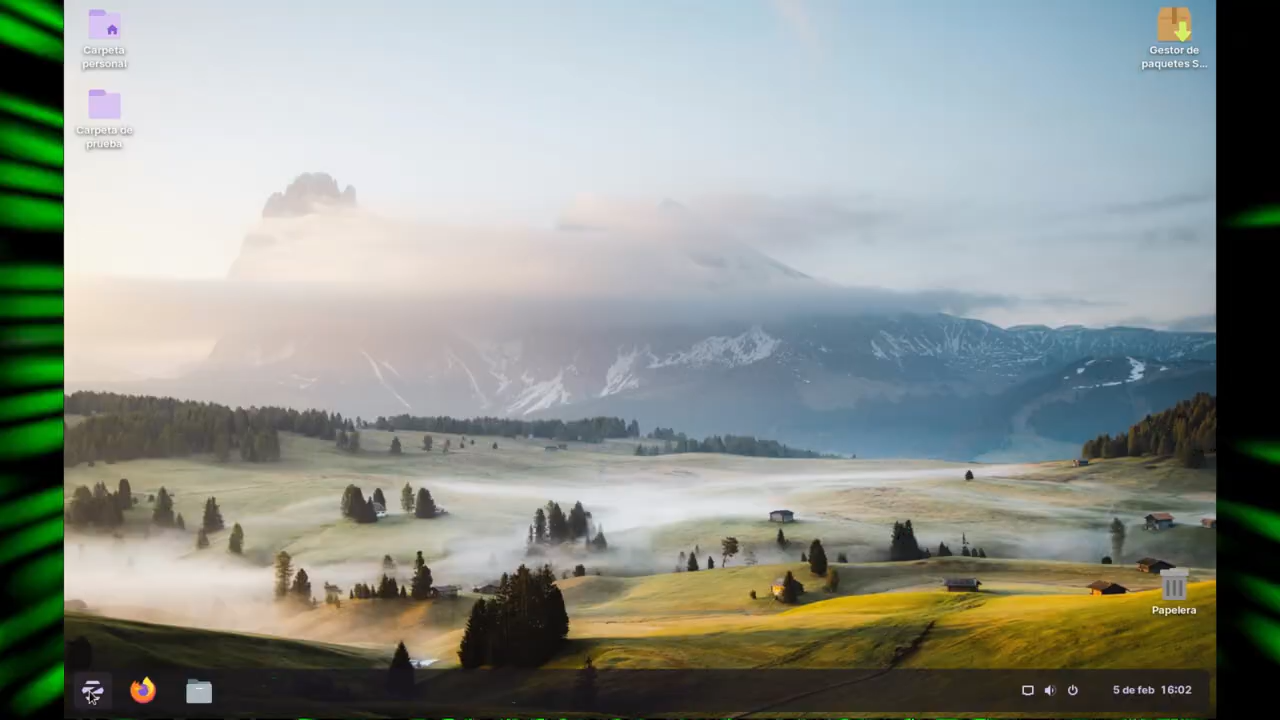 Carpeta
personal
Gestor de
paquetes S...
Carpeta de
prueba
Papelera
5 de feb 16:02